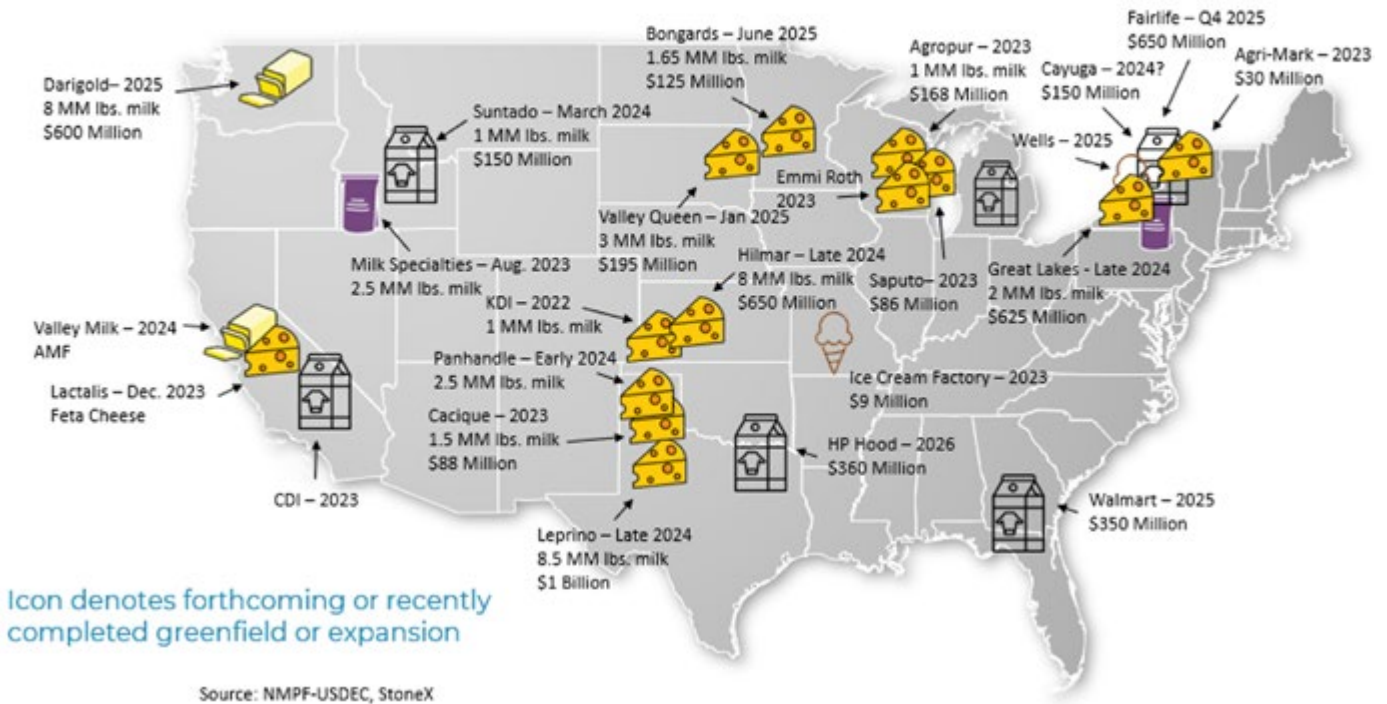 Darigold– 2025
8 MM lbs. milk
$600 Million
Suntado – March 2024
1 MM lbs. milk
$150 Million
Bongards – June 2025
1.65 MM lbs. milk
$125 Million
Agropur – 2023
1 MM lbs. milk
$168 Million
Fairlife – Q4 2025
$650 Million
Cayuga – 2024?
$150 Million
Agri-Mark – 2023
$30 Million
Wells – 2025
Emmi Roth
2023
Valley Queen – Jan 2025
3 MM lbs. milk
$195 Million
Milk Specialties – Aug. 2023
2.5 MM lbs. milk
Hilmar – Late 2024
8 MM lbs. milk
$650 Million
Saputo– 2023
$86 Million
Great Lakes - Late 2024
2 MM lbs. milk
$625 Million
KDI – 2022
1 MM lbs. milk
Valley Milk – 2024
AMF
Lactalis – Dec. 2023
Feta Cheese
Panhandle – Early 2024
2.5 MM lbs. milk
Cacique – 2023
1.5 MM lbs. milk
$88 Million
Ice Cream Factory – 2023
$9 Million
HP Hood – 2026
$360 Million
CDI – 2023
Walmart – 2025
$350 Million
Leprino – Late 2024
8.5 MM lbs. milk
$1 Billion
Icon denotes forthcoming or recently
completed greenfield or expansion
Source: NMPF-USDEC, StoneX